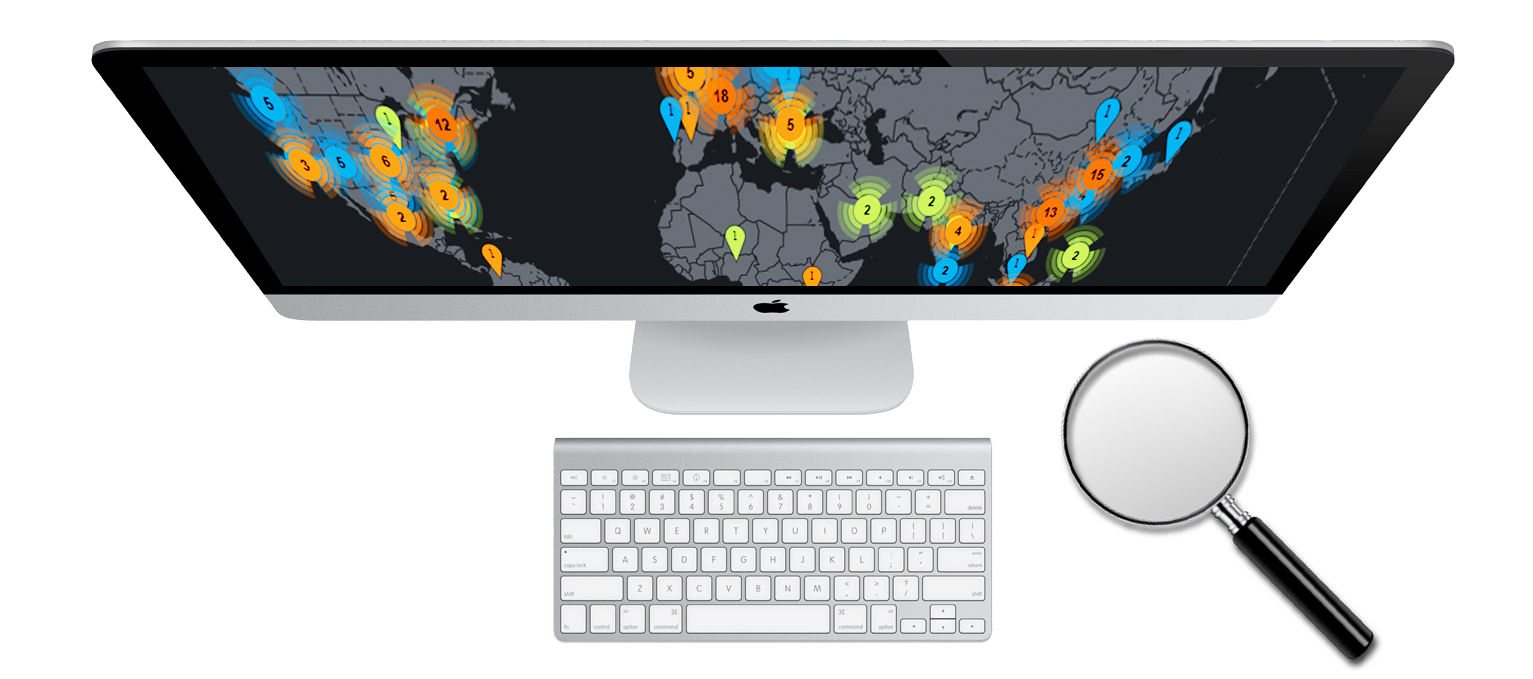 5
18
5
1
1
1
12
5
1
1
3
5
6
2
15
2
2
2
2
2
13
1
4
1
1
2
2
1
1
esc
~ ! @ # $ % ^ & * ( ) _ +
` 1 2 3 4 5 6 7 8 9 0 - = delete
tab Q W E R T Y U I O P { } |
[ ] \
caps lock A S D F G H J K L : " enter
; ' return
shift Z X C V B N M < > ? shift
, . /
fn control option command command option